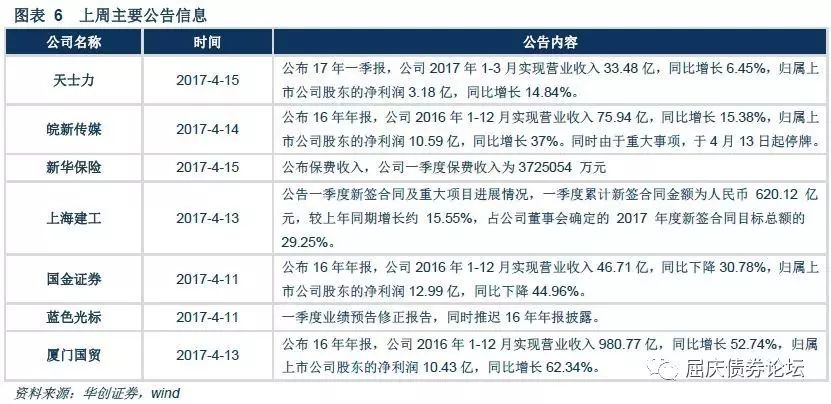 图表 6 上周主要公告信息
公司名称 时间 公告内容
天士力 2017-4-15 公布 17 年一季报，公司 2017 年 1-3 月实现营业收入 33.48 亿，同比增长 6.45%，归属上
市公司股东的净利润 3.18 亿，同比增长 14.84%。
皖新传媒 2017-4-14 公布 16 年年报，公司 2016 年 1-12 月实现营业收入 75.94 亿，同比增长 15.38%，归属上
市公司股东的净利润 10.59 亿，同比增长 37%。同时由于重大事项，于 4 月 13 日起停牌。
新华保险 2017-4-15 公布保费收入，公司一季度保费收入为 3725054 万元
上海建工 2017-4-13 公告一季度新签合同及重大项目进展情况，一季度累计新签合同金额为人民币 620.12 亿
元，较上年同期增长约 15.55%，占公司董事会确定的 2017 年度新签合同目标总额的
29.25%。
国金证券 2017-4-11 公布 16 年年报，公司 2016 年 1-12 月实现营业收入 46.71 亿，同比下降 30.78%，归属上
市公司股东的净利润 12.99 亿，同比下降 44.96%。
蓝色光标 2017-4-11 一季度业绩预告修正报告，同时推迟 16 年年报披露。
厦门国贸 2017-4-13 公布 16 年年报，公司 2016 年 1-12 月实现营业收入 980.77 亿，同比增长 52.74%，归属
上市公司股东的净利润 10.43 亿，同比增长 62.34%。
屈庆债券论坛
资料来源：华创证券，wind